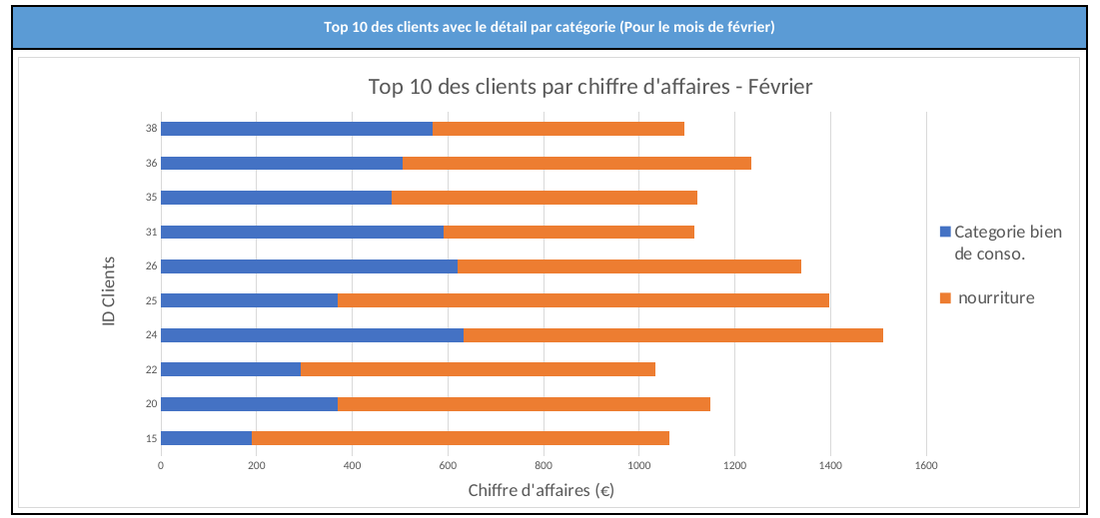 Top 10 des clients avec le détail par catégorie (Pour le mois de février)
Top 10 des clients par chiffre d'affaires - Février
38
36
35
31
26
25
24
22
20
15
ID Clients
0 200 400 600 800 1000 1200 1400 1600
Chiffre d'affaires (€)
Categorie bien
de conso.
nourriture